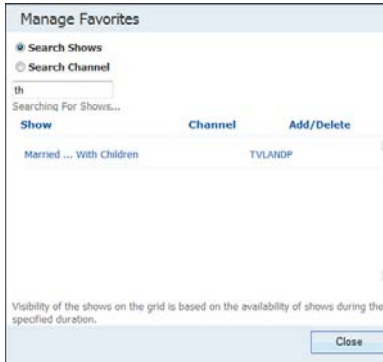 Manage Favorites
Search Shows
Search Channel
th
Searching For Shows...
Show Channel Add/Delete
Married ... With Children TVLANDP
Visibility of the shows on the grid is based on the availability of shows during the
specified duration.
Close